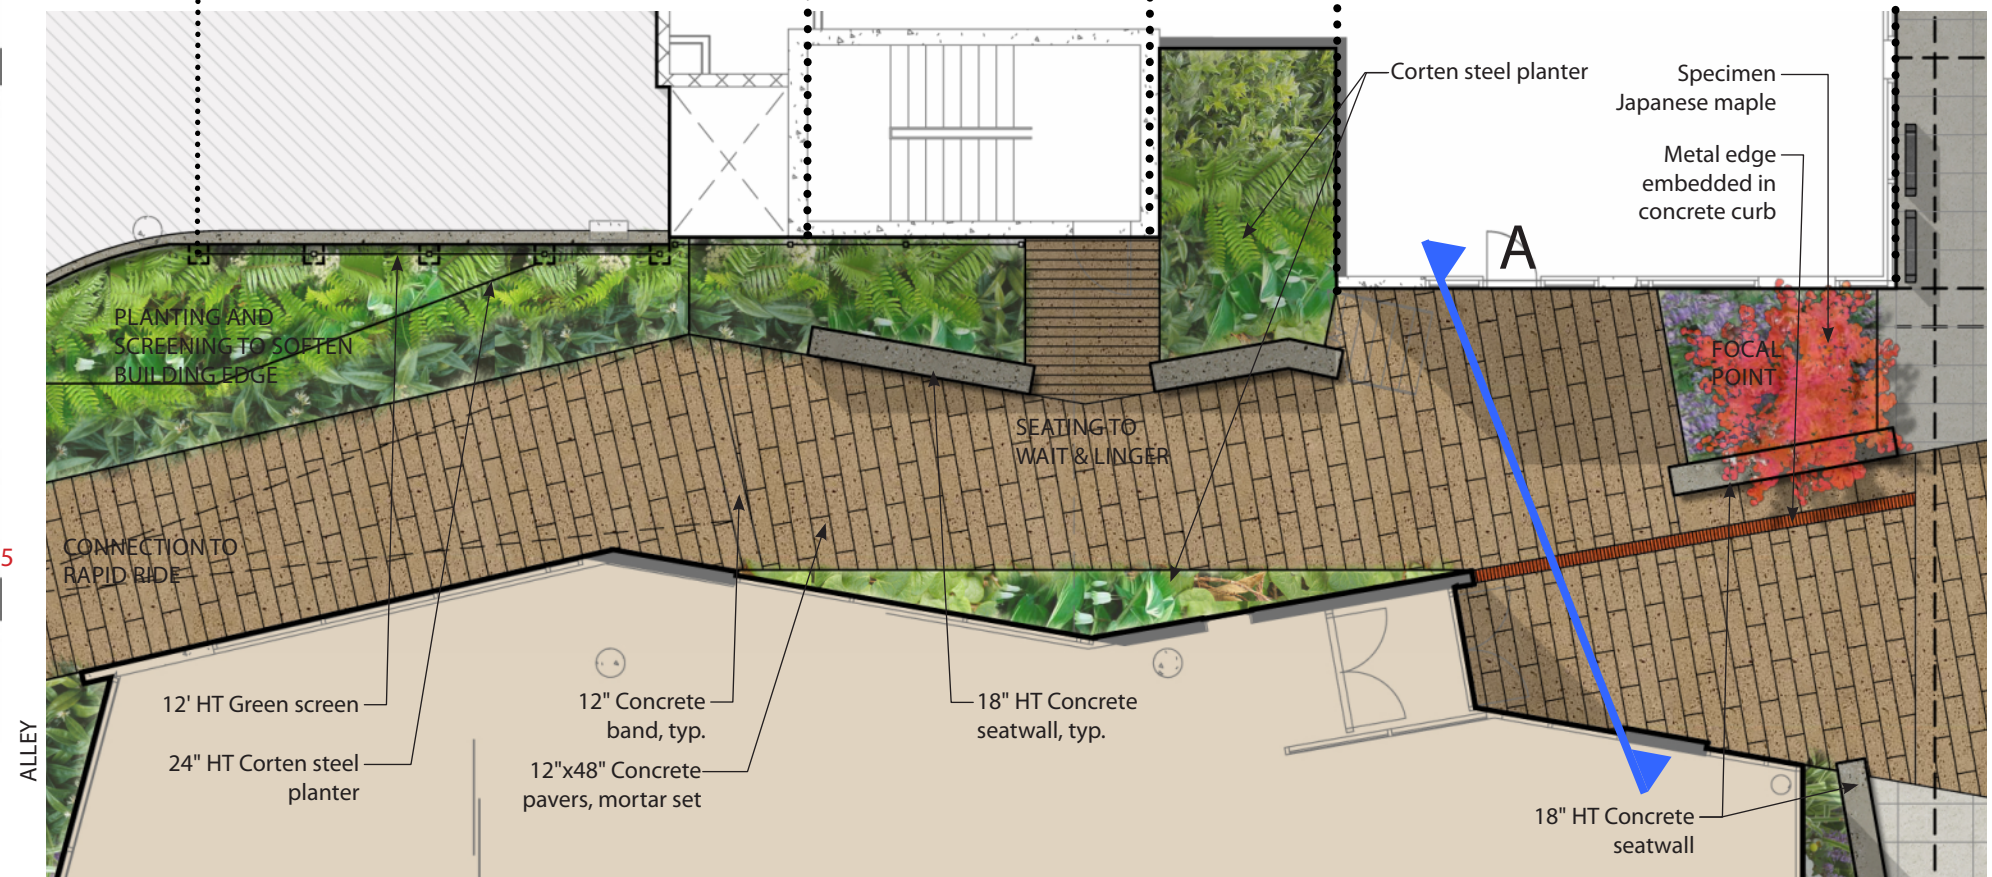 Corten steel planter
Specimen
Japanese maple
Metal edge
embedded in
concrete curb
A
PLANTING AND
SCREENING TO SOFTEN
BUILDING EDGE
FOCAL
POINT
SEATING TO
WAIT & LINGER
CONNECTION TO
RAPID RIDE
5
ALLEY
12' HT Green screen
24" HT Corten steel
planter
12" Concrete
band, typ.
12"x48" Concrete
pavers, mortar set
18" HT Concrete
seatwall, typ.
18" HT Concrete
seatwall